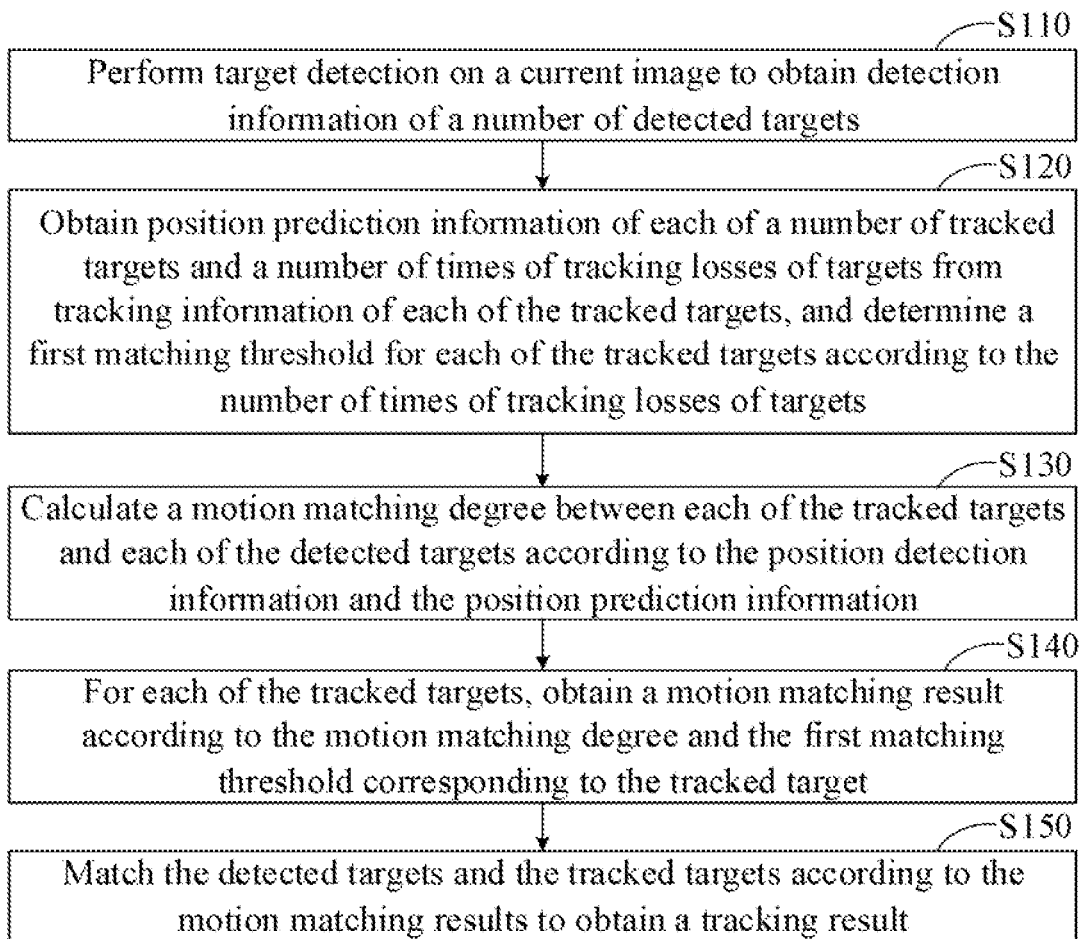 S110
Perform target detection on a current image to obtain detection
information of a number of detected targets
S120
Obtain position prediction information of each of a number of tracked
targets and a number of times of tracking losses of targets from
tracking information of each of the tracked targets, and determine a
first matching threshold for each of the tracked targets according to the
number of times of tracking losses of targets
S130
Calculate a motion matching degree between each of the tracked targets
and each of the detected targets according to the position detection
information and the position prediction information
S140
For each of the tracked targets, obtain a motion matching result
according to the motion matching degree and the first matching
threshold corresponding to the tracked target
S150
Match the detected targets and the tracked targets according to the
motion matching results to obtain a tracking result